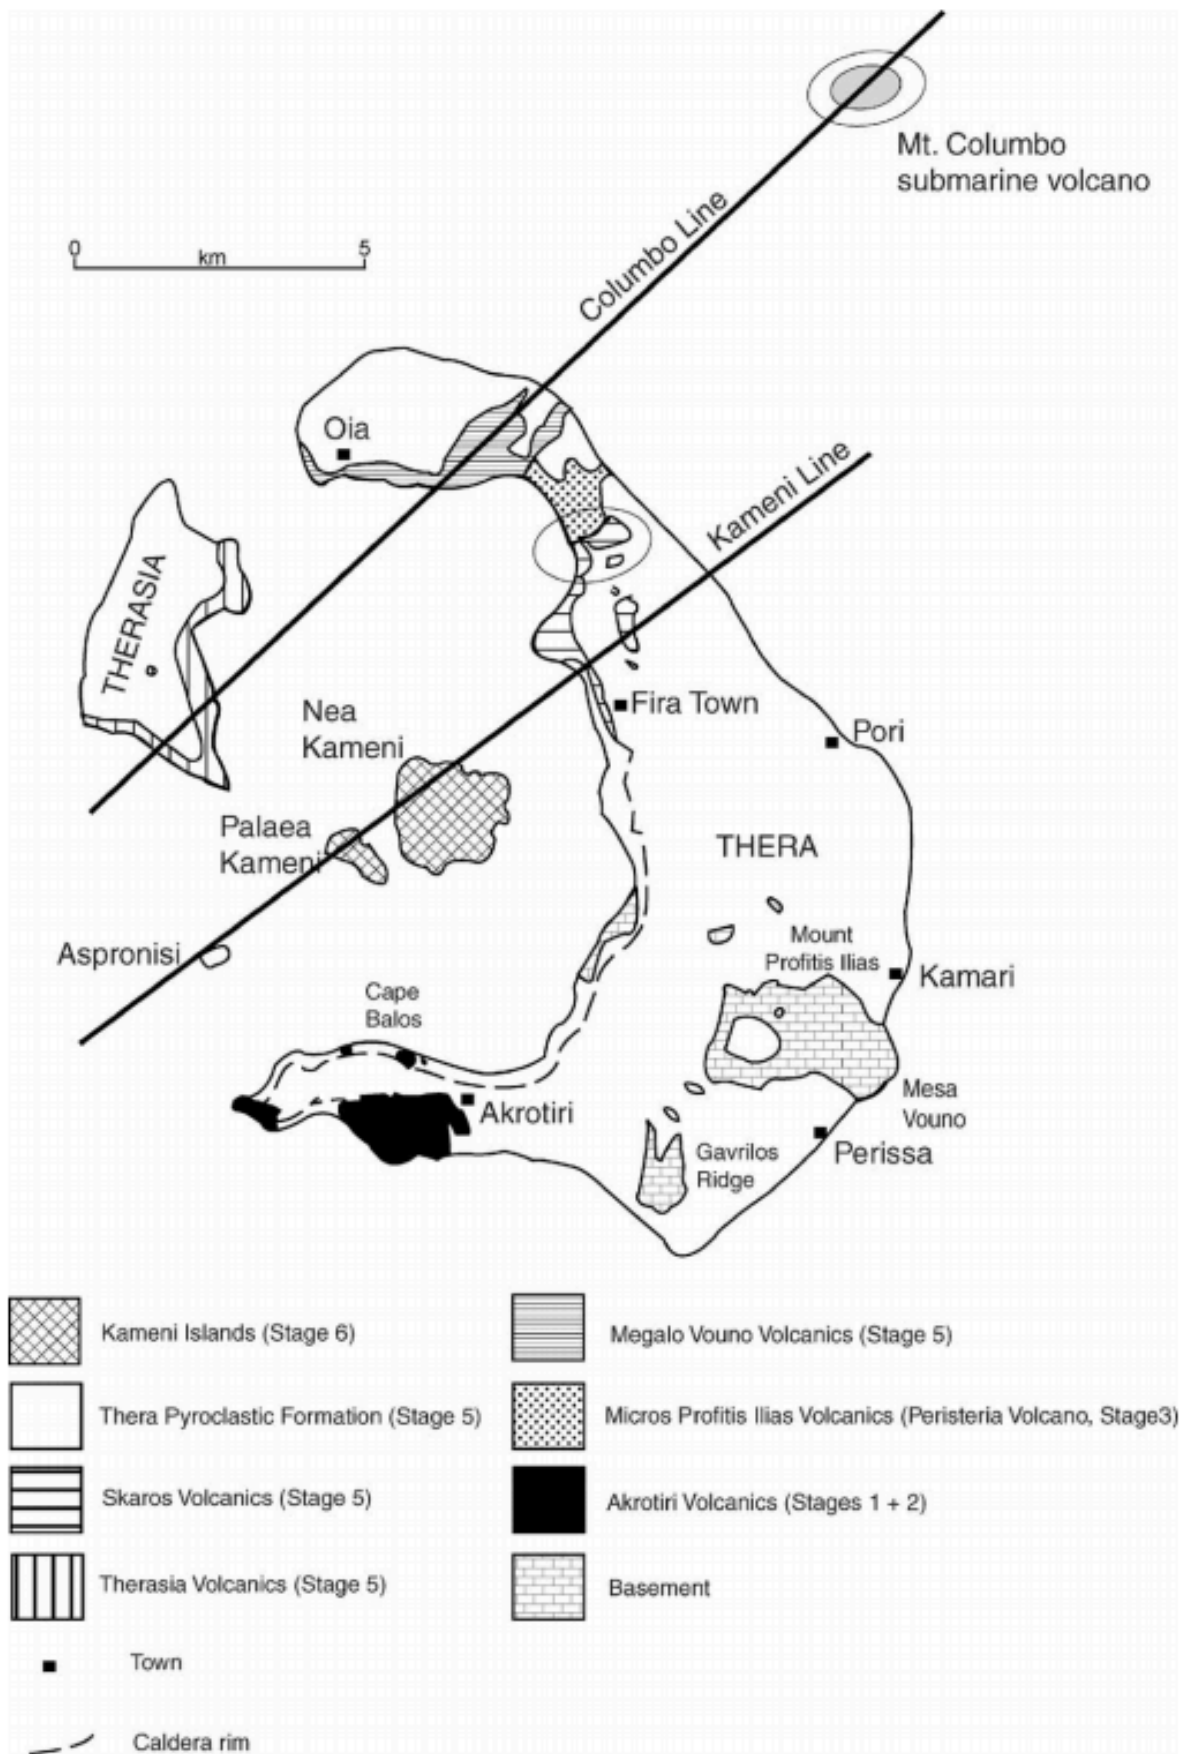 Mt. Columbo
submarine volcano
Columbo Line
0 km 5
Oia
Kameni Line
THERASIA
Nea
Kameni
Fira Town
Pori
Palaea
Kameni
THERA
Aspronisi
Mount
Profitis Ilias
Kamari
Cape
Balos
Mesa
Vouno
Akrotiri
Perissa
Gavrilos
Ridge
Kameni Islands (Stage 6)
Megalo Vouno Volcanics (Stage 5)
Thera Pyroclastic Formation (Stage 5)
Micros Profitis Ilias Volcanics (Peristeria Volcano, Stage3)
Skaros Volcanics (Stage 5)
Akrotiri Volcanics (Stages 1 + 2)
Therasia Volcanics (Stage 5)
Basement
Town
Caldera rim